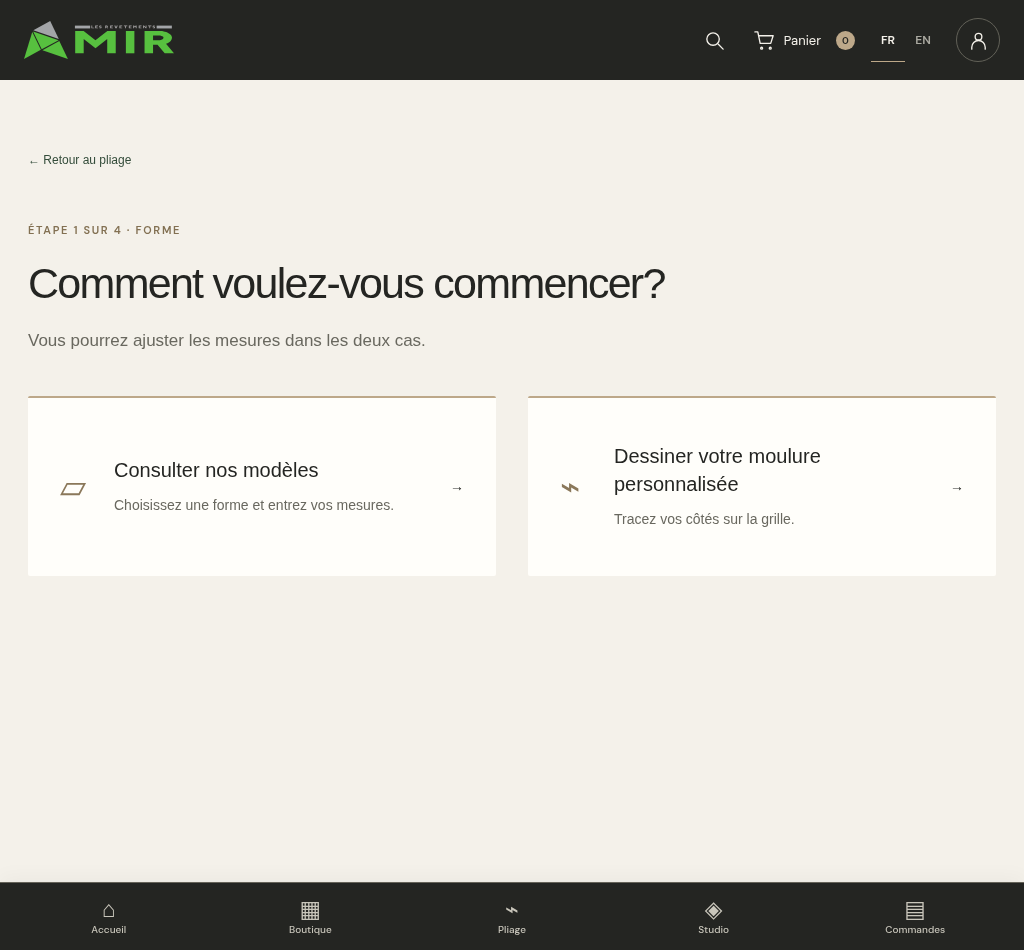 LES REVÊTEMENTS
AMIR
Panier 0 FR EN
← Retour au pliage
ÉTAPE 1 SUR 4 · FORME
Comment voulez-vous commencer?
Vous pourrez ajuster les mesures dans les deux cas.
Consulter nos modèles
Choisissez une forme et entrez vos mesures.
→
Dessiner votre moulure
personnalisée
Tracez vos côtés sur la grille.
→
Accueil Boutique Pliage Studio Commandes